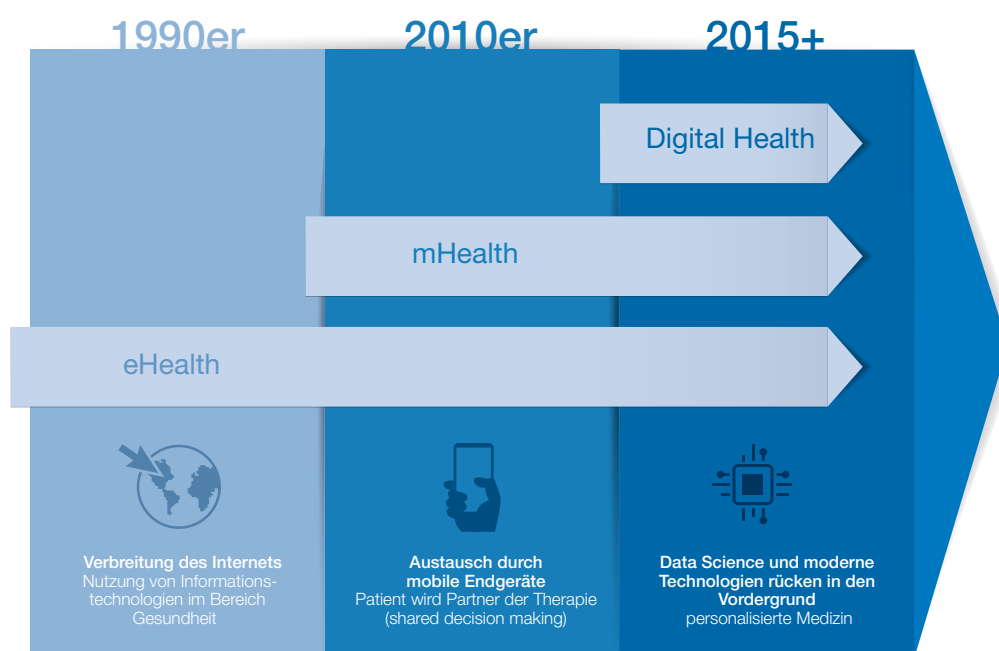 1990er
2010er
2015+
Digital Health
mHealth
eHealth
Verbreitung des Internets
Nutzung von Informations-
technologien im Bereich
Gesundheit
Austausch durch
mobile Endgeräte
Patient wird Partner der Therapie
(shared decision making)
Data Science und moderne
Technologien rücken in den
Vordergrund
personalisierte Medizin